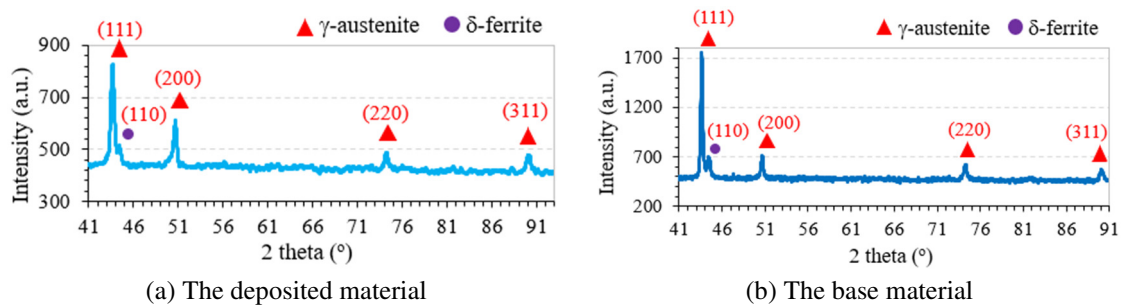 (111) ▲ γ-austenite ● δ-ferrite
900
(200)
700
(110)
(220)
(311)
500
300
Intensity (a.u.)
41 46 51 56 61 66 71 76 81 86 91
2 theta (°)
(a) The deposited material
(111) ▲ γ-austenite ● δ-ferrite
1700
1200
(110) (200) (220) (311)
700
200
Intensity (a.u.)
41 46 51 56 61 66 71 76 81 86 91
2 theta (°)
(b) The base material